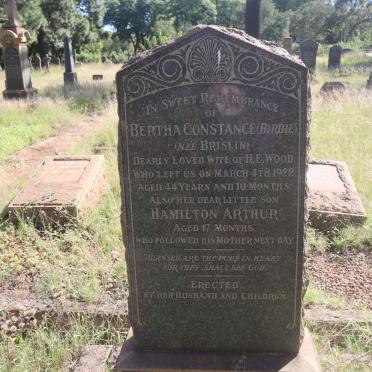 IN SWEET REMEMBRANCE
OF
BERTHA CONSTANCE (BIRDIE)
(NÉE BRISLIN)
DEARLY LOVED WIFE OF H.E. WOOD
WHO LEFT US ON MARCH 4TH 1922
AGED 44 YEARS AND 10 MONTHS.
ALSO HER DEAR LITTLE SON
HAMILTON ARTHUR
AGED 17 MONTHS.
WHO FOLLOWED HIS MOTHER NEXT DAY.
BLESSED ARE THE PURE IN HEART
FOR THEY SHALL SEE GOD.
ERECTED
BY HER HUSBAND AND CHILDREN.